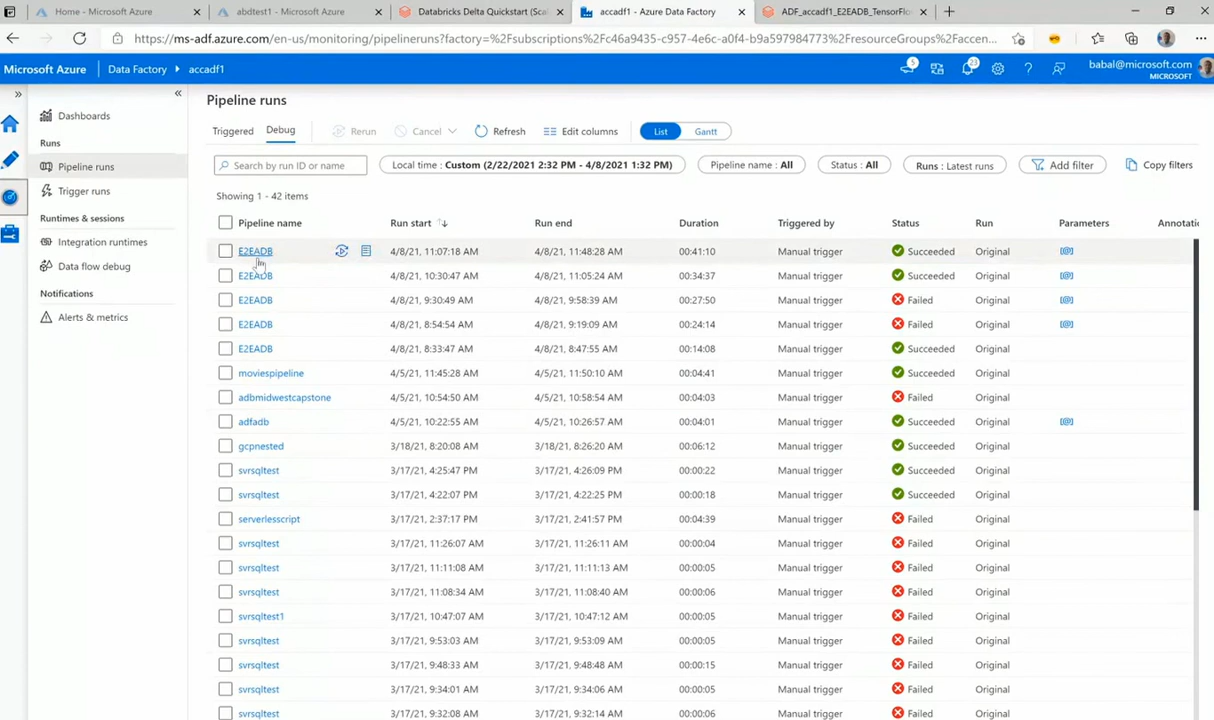 Home - Microsoft Azure
abdtest1 - Microsoft Azure
Databricks Delta Quickstart (Scal
accadf1 - Azure Data Factory
ADF_accadf1_E2EADB_TensorFlo
https://ms-adf.azure.com/en-us/monitoring/pipelineruns?factory=%2Fsubscriptions%2Fc46a9435-c957-4e6c-a0f4-b9a597984773%2FresourceGroups%2Faccen...
Microsoft Azure Data Factory accadf1 5 23 babal@microsoft.com
MICROSOFT
Dashboards
Runs
Pipeline runs
Trigger runs
Runtimes & sessions
Integration runtimes
Data flow debug
Notifications
Alerts & metrics
Pipeline runs
Triggered Debug Rerun Cancel Refresh Edit columns List Gantt
Search by run ID or name Local time : Custom (2/22/2021 2:32 PM - 4/8/2021 1:32 PM) Pipeline name : All Status : All Runs : Latest runs Add filter Copy filters
Showing 1 - 42 items
Pipeline name Run start Run end Duration Triggered by Status Run Parameters Annotatio
E2EADB 4/8/21, 11:07:18 AM 4/8/21, 11:48:28 AM 00:41:10 Manual trigger Succeeded Original [@]
E2EADB 4/8/21, 10:30:47 AM 4/8/21, 11:05:24 AM 00:34:37 Manual trigger Succeeded Original [@]
E2EADB 4/8/21, 9:30:49 AM 4/8/21, 9:58:39 AM 00:27:50 Manual trigger Failed Original [@]
E2EADB 4/8/21, 8:54:54 AM 4/8/21, 9:19:09 AM 00:24:14 Manual trigger Failed Original [@]
E2EADB 4/8/21, 8:33:47 AM 4/8/21, 8:47:55 AM 00:14:08 Manual trigger Succeeded Original
moviespipeline 4/5/21, 11:45:28 AM 4/5/21, 11:50:10 AM 00:04:41 Manual trigger Succeeded Original
adbmidwestcapstone 4/5/21, 10:54:50 AM 4/5/21, 10:58:54 AM 00:04:03 Manual trigger Failed Original
adfadb 4/5/21, 10:22:55 AM 4/5/21, 10:26:57 AM 00:04:01 Manual trigger Succeeded Original [@]
gcpnested 3/18/21, 8:20:08 AM 3/18/21, 8:26:20 AM 00:06:12 Manual trigger Succeeded Original
svrsqltest 3/17/21, 4:25:47 PM 3/17/21, 4:26:09 PM 00:00:22 Manual trigger Succeeded Original
svrsqltest 3/17/21, 4:22:07 PM 3/17/21, 4:22:25 PM 00:00:18 Manual trigger Succeeded Original
serverlesscript 3/17/21, 2:37:17 PM 3/17/21, 2:41:57 PM 00:04:39 Manual trigger Failed Original
svrsqltest 3/17/21, 11:26:07 AM 3/17/21, 11:26:11 AM 00:00:04 Manual trigger Failed Original
svrsqltest 3/17/21, 11:11:08 AM 3/17/21, 11:11:13 AM 00:00:05 Manual trigger Failed Original
svrsqltest 3/17/21, 11:08:34 AM 3/17/21, 11:08:40 AM 00:00:06 Manual trigger Failed Original
svrsqltest1 3/17/21, 10:47:07 AM 3/17/21, 10:47:12 AM 00:00:05 Manual trigger Failed Original
svrsqltest 3/17/21, 9:53:03 AM 3/17/21, 9:53:09 AM 00:00:05 Manual trigger Failed Original
svrsqltest 3/17/21, 9:48:33 AM 3/17/21, 9:48:48 AM 00:00:15 Manual trigger Failed Original
svrsqltest 3/17/21, 9:34:01 AM 3/17/21, 9:34:06 AM 00:00:05 Manual trigger Failed Original
svrsqltest 3/17/21, 9:32:08 AM 3/17/21, 9:32:14 AM 00:00:06 Manual trigger Failed Original